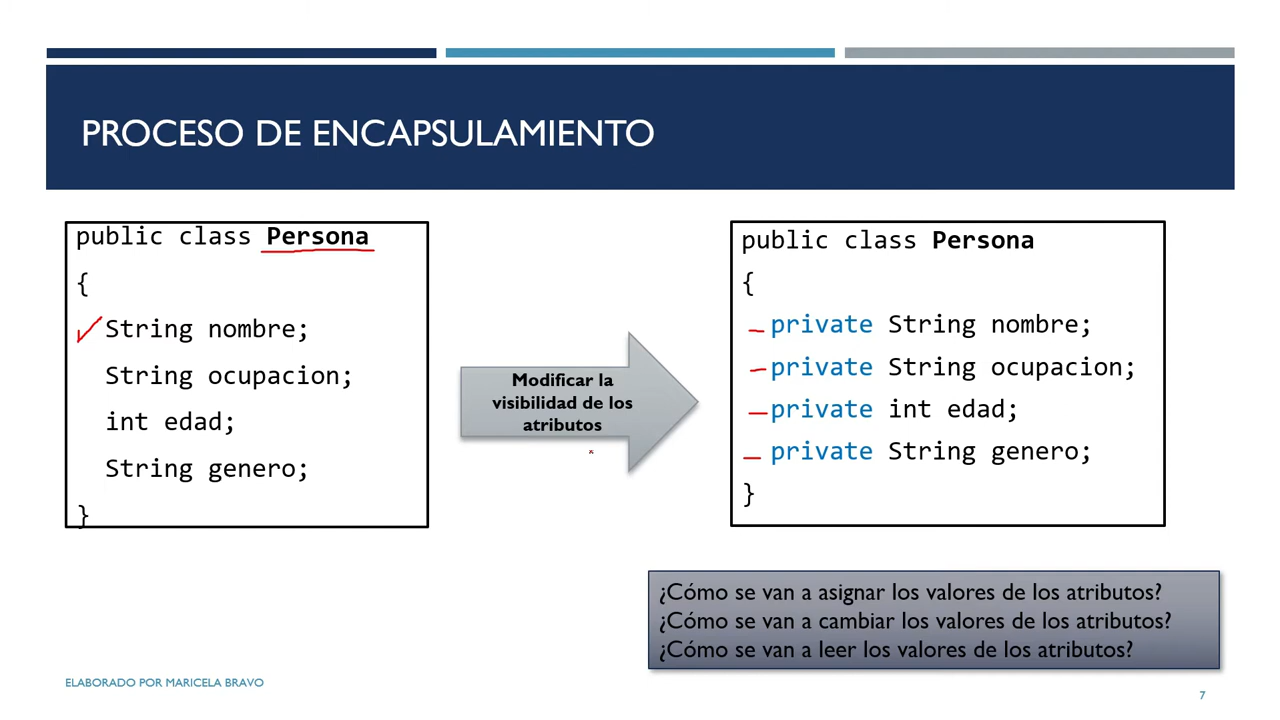 PROCESO DE ENCAPSULAMIENTO
public class Persona
{
String nombre;
String ocupacion;
int edad;
String genero;
}
Modificar la
visibilidad de los
atributos
public class Persona
{
private String nombre;
private String ocupacion;
private int edad;
private String genero;
}
¿Cómo se van a asignar los valores de los atributos?
¿Cómo se van a cambiar los valores de los atributos?
¿Cómo se van a leer los valores de los atributos?
ELABORADO POR MARICELA BRAVO
7